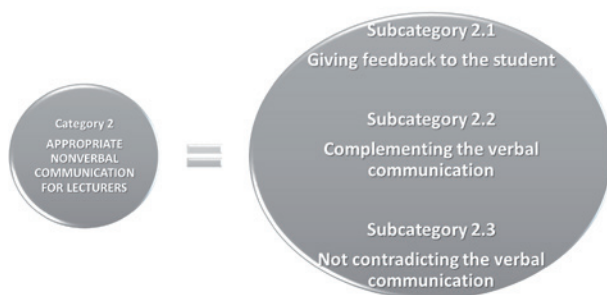 Category 2
APPROPRIATE
NONVERBAL
COMMUNICATION
FOR LECTURERS
=
Subcategory 2.1
Giving feedback to the student
Subcategory 2.2
Complementing the verbal
communication
Subcategory 2.3
Not contradicting the verbal
communication